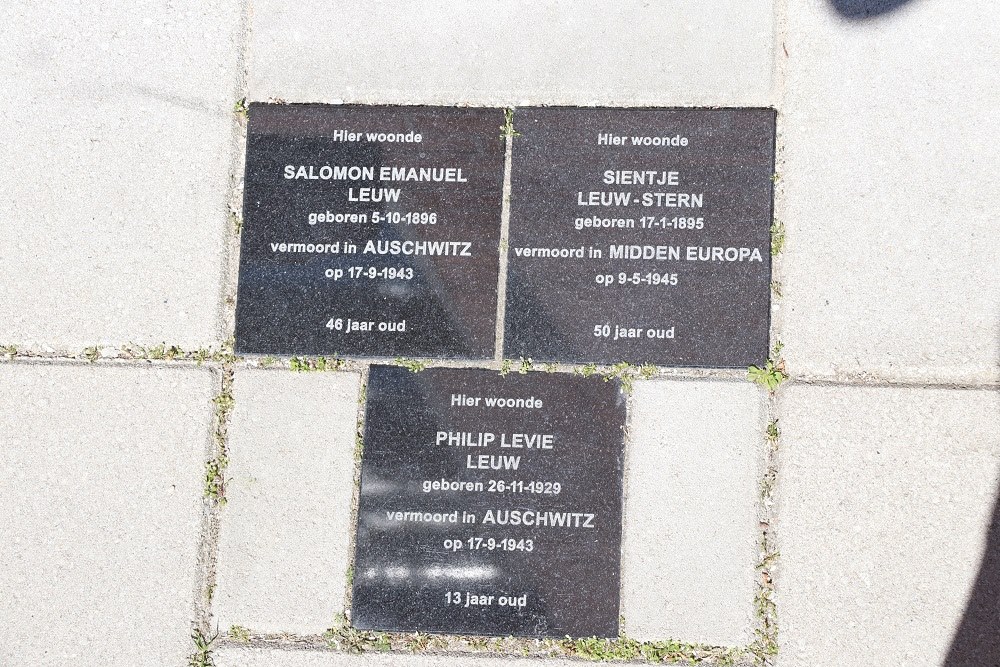 Hier woonde
SALOMON EMANUEL
LEUW
geboren 5-10-1896
vermoord in AUSCHWITZ
op 17-9-1943
46 jaar oud
Hier woonde
SIENTJE
LEUW-STERN
geboren 17-1-1895
vermoord in MIDDEN EUROPA
op 9-5-1945
50 jaar oud
Hier woonde
PHILIP LEVIE
LEUW
geboren 26-11-1929
vermoord in AUSCHWITZ
op 17-9-1943
13 jaar oud